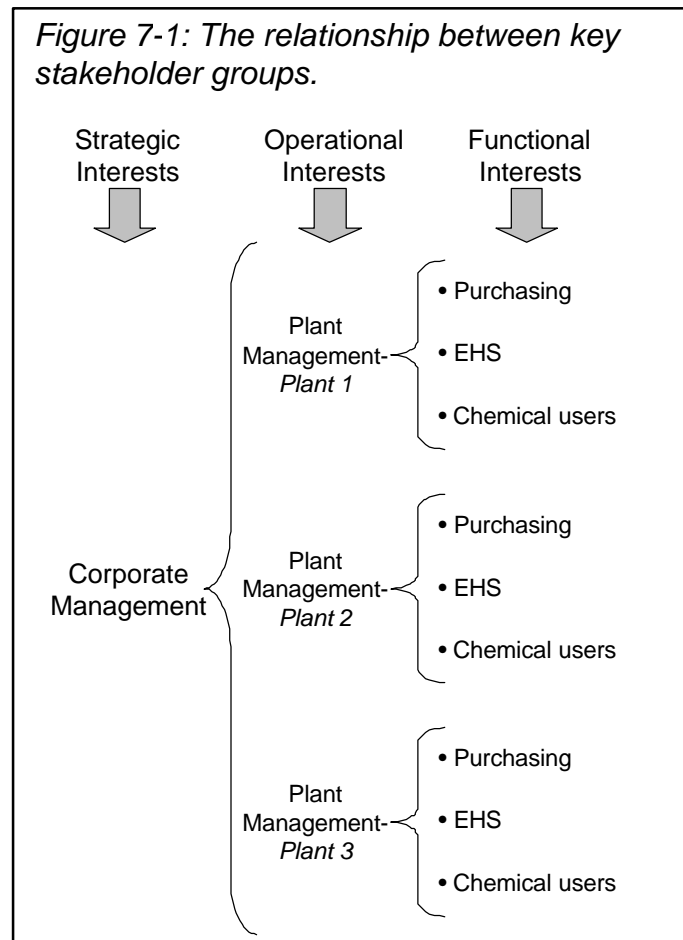 Figure 7-1: The relationship between key
stakeholder groups.
Strategic
Interests
Operational
Interests
Functional
Interests
Corporate
Management
Plant
Management-
Plant 1
• Purchasing
• EHS
• Chemical users
Plant
Management-
Plant 2
• Purchasing
• EHS
• Chemical users
Plant
Management-
Plant 3
• Purchasing
• EHS
• Chemical users